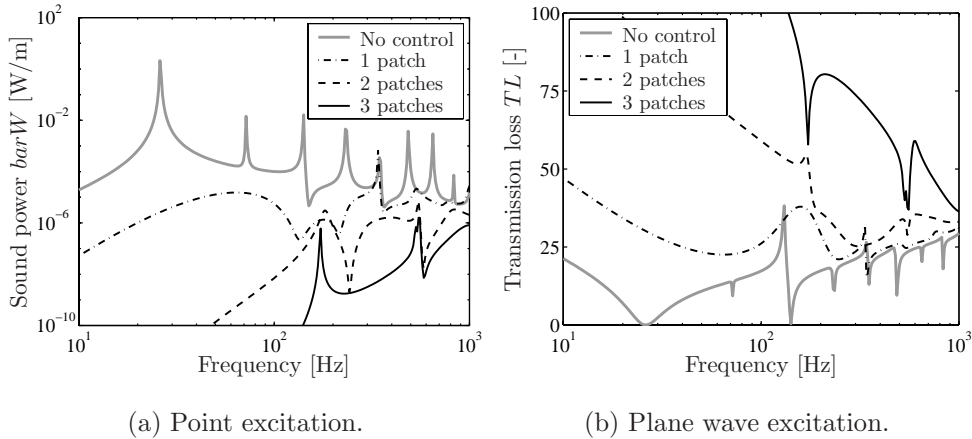 10^2
10^-2
10^-6
10^-10
Sound power barW [W/m]
No control
1 patch
2 patches
3 patches
10^1
10^2
10^3
Frequency [Hz]
(a) Point excitation.
100
75
50
25
0
Transmission loss TL [-]
No control
1 patch
2 patches
3 patches
10^1
10^2
10^3
Frequency [Hz]
(b) Plane wave excitation.